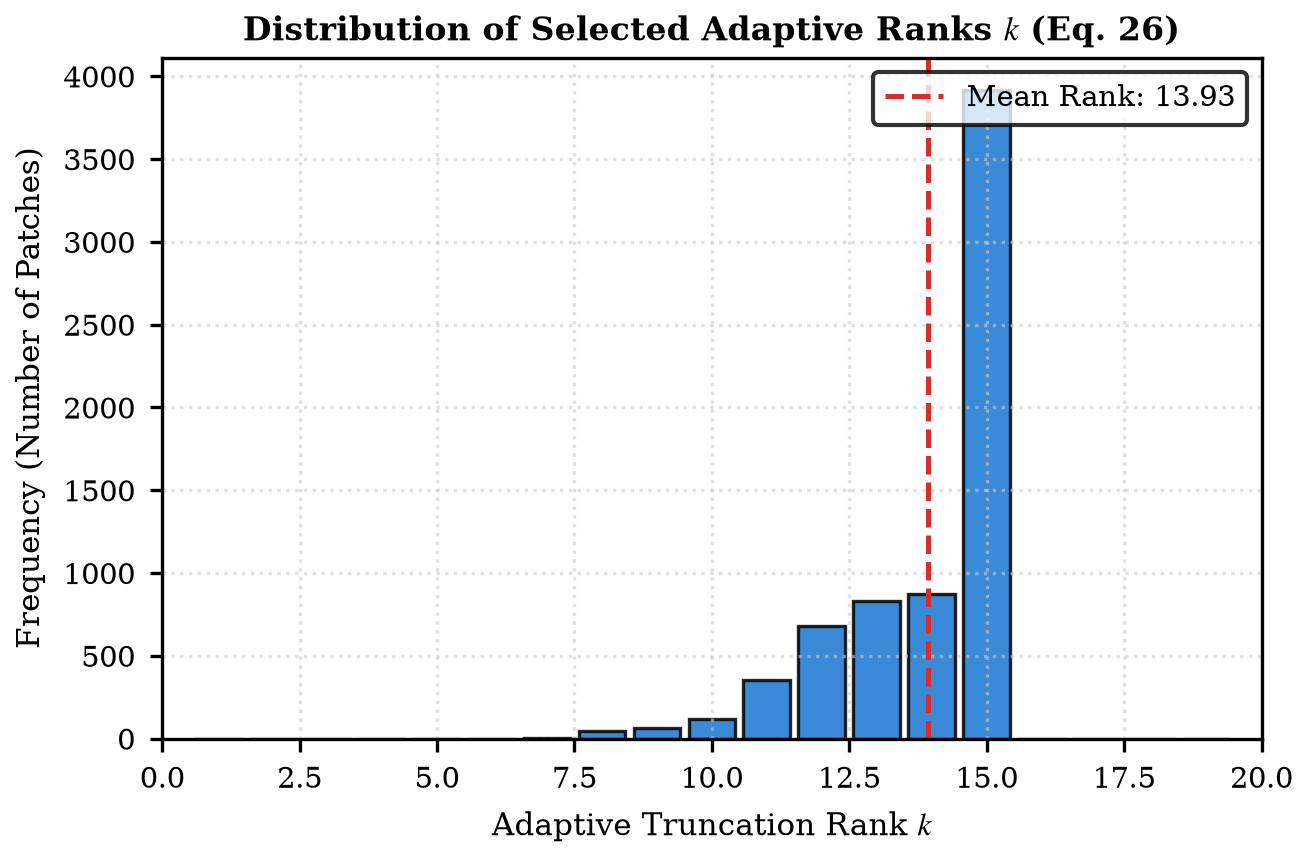 Distribution of Selected Adaptive Ranks k (Eq. 26)
Mean Rank: 13.93
Frequency (Number of Patches)
4000
3500
3000
2500
2000
1500
1000
500
0
0.0 2.5 5.0 7.5 10.0 12.5 15.0 17.5 20.0
Adaptive Truncation Rank k